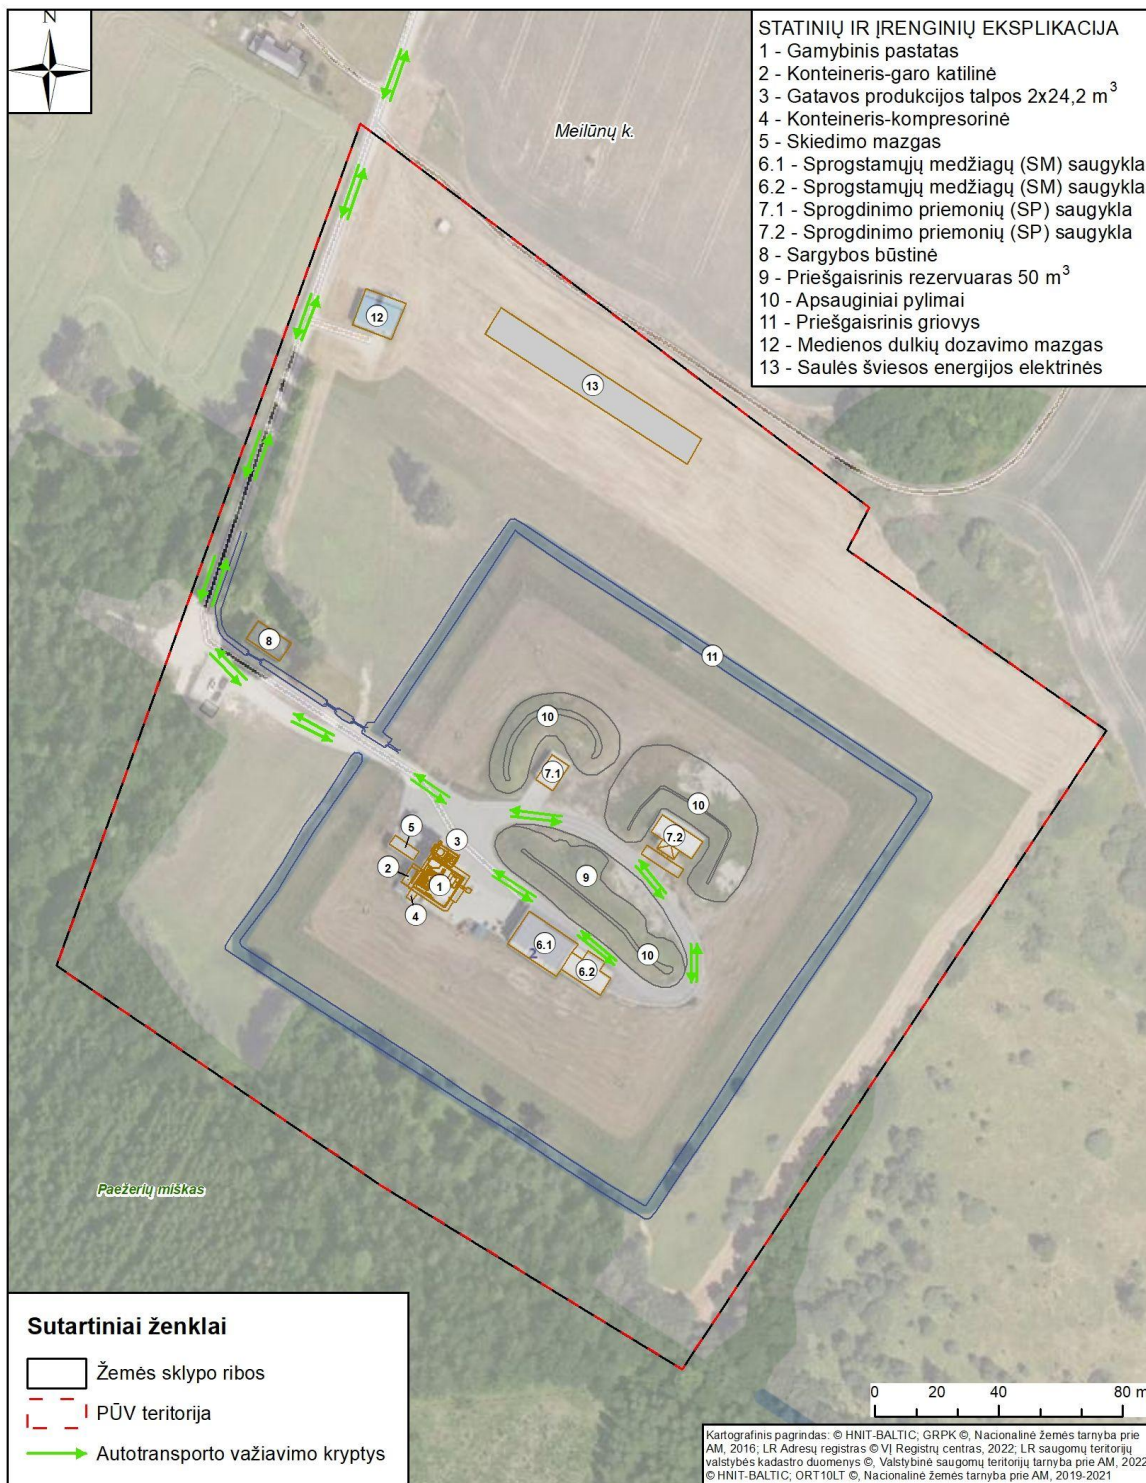 N
STATINIŲ IR ĮRENGINIŲ EKSPLIKACIJA
1 - Gamybinis pastatas
2 - Konteineris-garo katilinė
3 - Gatavos produkcijos talpos 2x24,2 m³
4 - Konteineris-kompresorinė
5 - Skiedimo mazgas
6.1 - Sprogstamųjų medžiagų (SM) saugykla
6.2 - Sprogstamųjų medžiagų (SM) saugykla
7.1 - Sprogdinimo priemonių (SP) saugykla
7.2 - Sprogdinimo priemonių (SP) saugykla
8 - Sargybos būstinė
9 - Priešgaisrinis rezervuaras 50 m³
10 - Apsauginiai pylimai
11 - Priešgaisrinis griovys
12 - Medienos dulkių dozavimo mazgas
13 - Saulės šviesos energijos elektrinės
Meilūnų k.
12
13
8
11
10
7.1
10
7.2
5
3
2
1
9
4
6.1
2
6.2
10
Paežerių miškas
Sutartiniai ženklai
Žemės sklypo ribos
PŪV teritorija
Autotransporto važiavimo kryptys
0 20 40 80 m
Kartografinis pagrindas: © HNIT-BALTIC; GRPK ©, Nacionalinė žemės tarnyba prie
AM, 2016; LR Adresų registras © VĮ Registrų centras, 2022; LR saugomų teritorijų
valstybės kadastro duomenys ©, Valstybinė saugomų teritorijų tarnyba prie AM, 2022
© HNIT-BALTIC; ORT10LT ©, Nacionalinė žemės tarnyba prie AM, 2019-2021